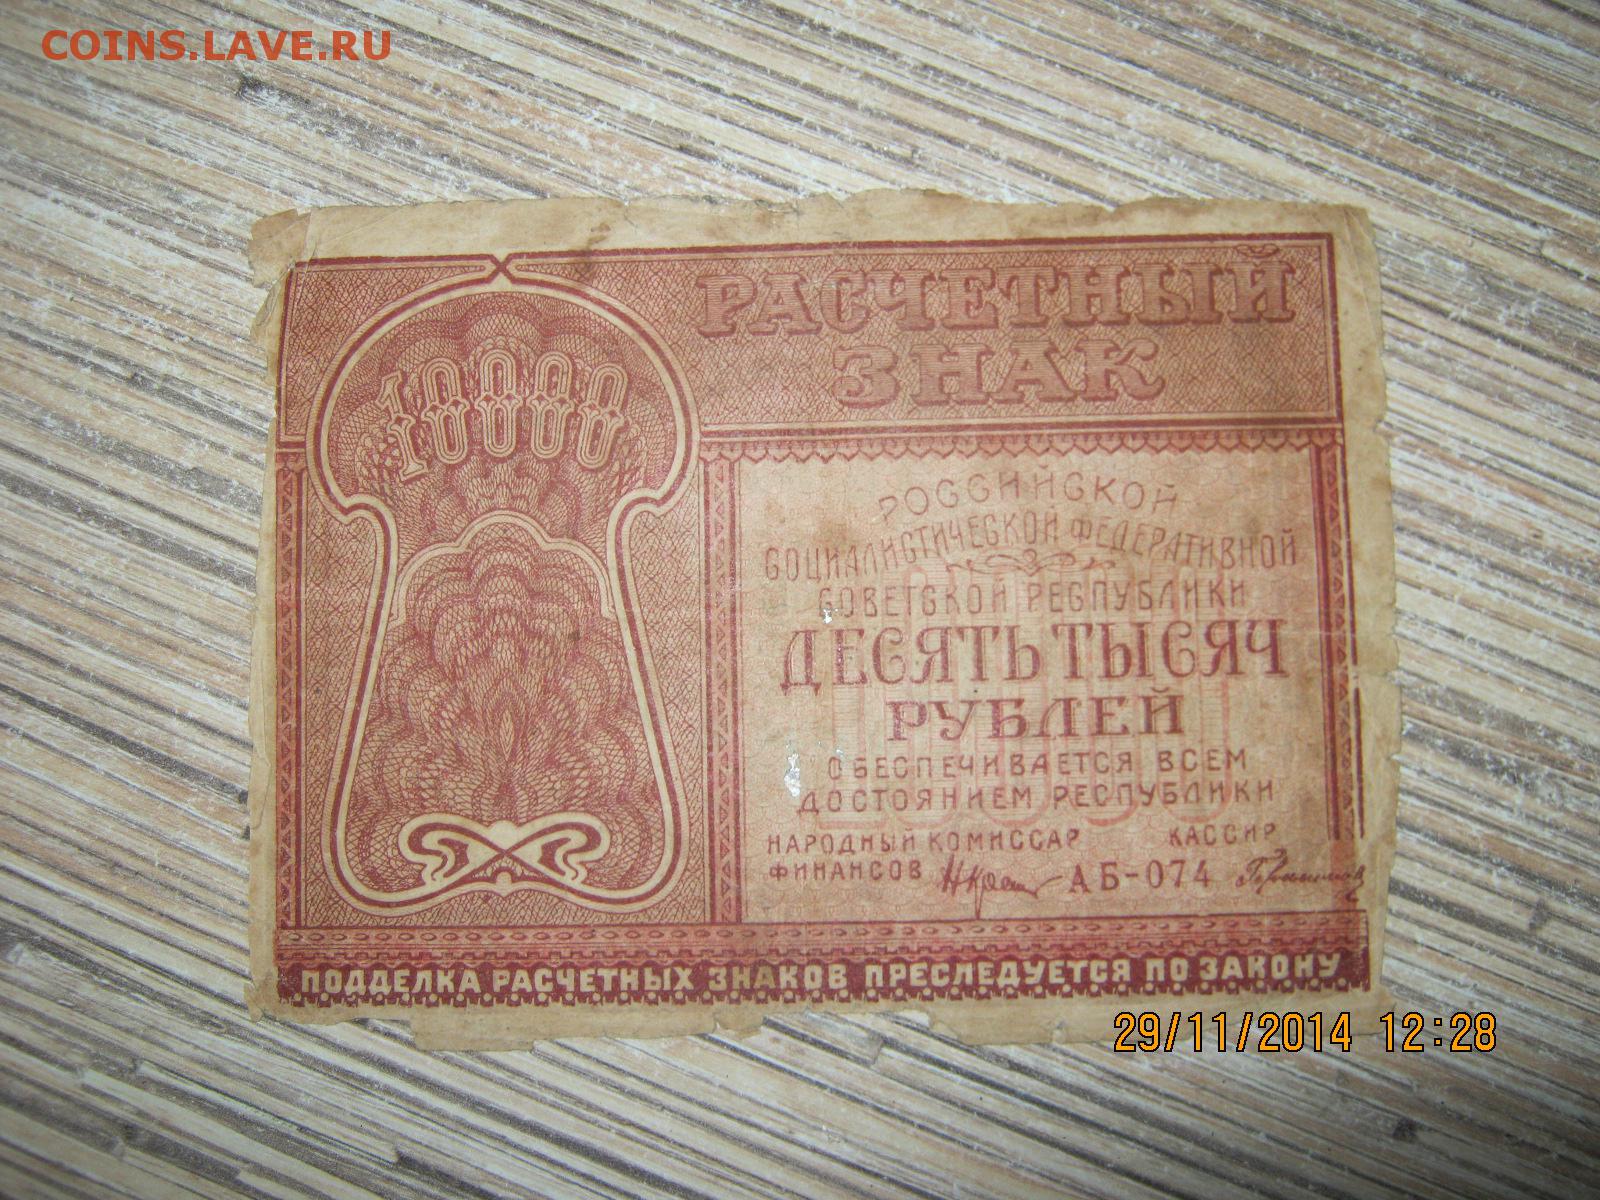 COINS.LAVE.RU
РАСЧЕТНЫЙ
ЗНАК
10000
РОССИЙСКОЙ
СОЦИАЛИСТИЧЕСКОЙ ФЕДЕРАТИВНОЙ
СОВЕТСКОЙ РЕСПУБЛИКИ
10000
ДЕСЯТЬ ТЫСЯЧ
РУБЛЕЙ
ОБЕСПЕЧИВАЕТСЯ ВСЕМ
ДОСТОЯНИЕМ РЕСПУБЛИКИ
НАРОДНЫЙ КОМИССАР КАССИР
ФИНАНСОВ АБ-074
ПОДДЕЛКА РАСЧЕТНЫХ ЗНАКОВ ПРЕСЛЕДУЕТСЯ ПО ЗАКОНУ
29/11/2014 12:28